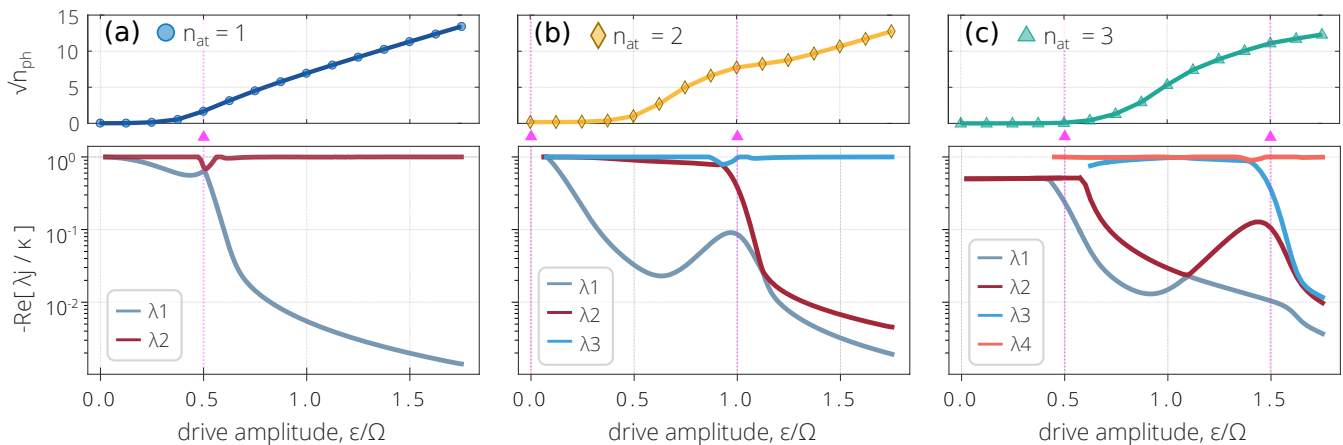 (a) n_at = 1
(b) n_at = 2
(c) n_at = 3
√n_ph
15
10
5
0
-Re[ λj / κ ]
10⁰
10⁻¹
10⁻²
λ1
λ2
λ1
λ2
λ3
λ1
λ2
λ3
λ4
0.0 0.5 1.0 1.5
0.0 0.5 1.0 1.5
0.0 0.5 1.0 1.5
drive amplitude, ε/Ω
drive amplitude, ε/Ω
drive amplitude, ε/Ω